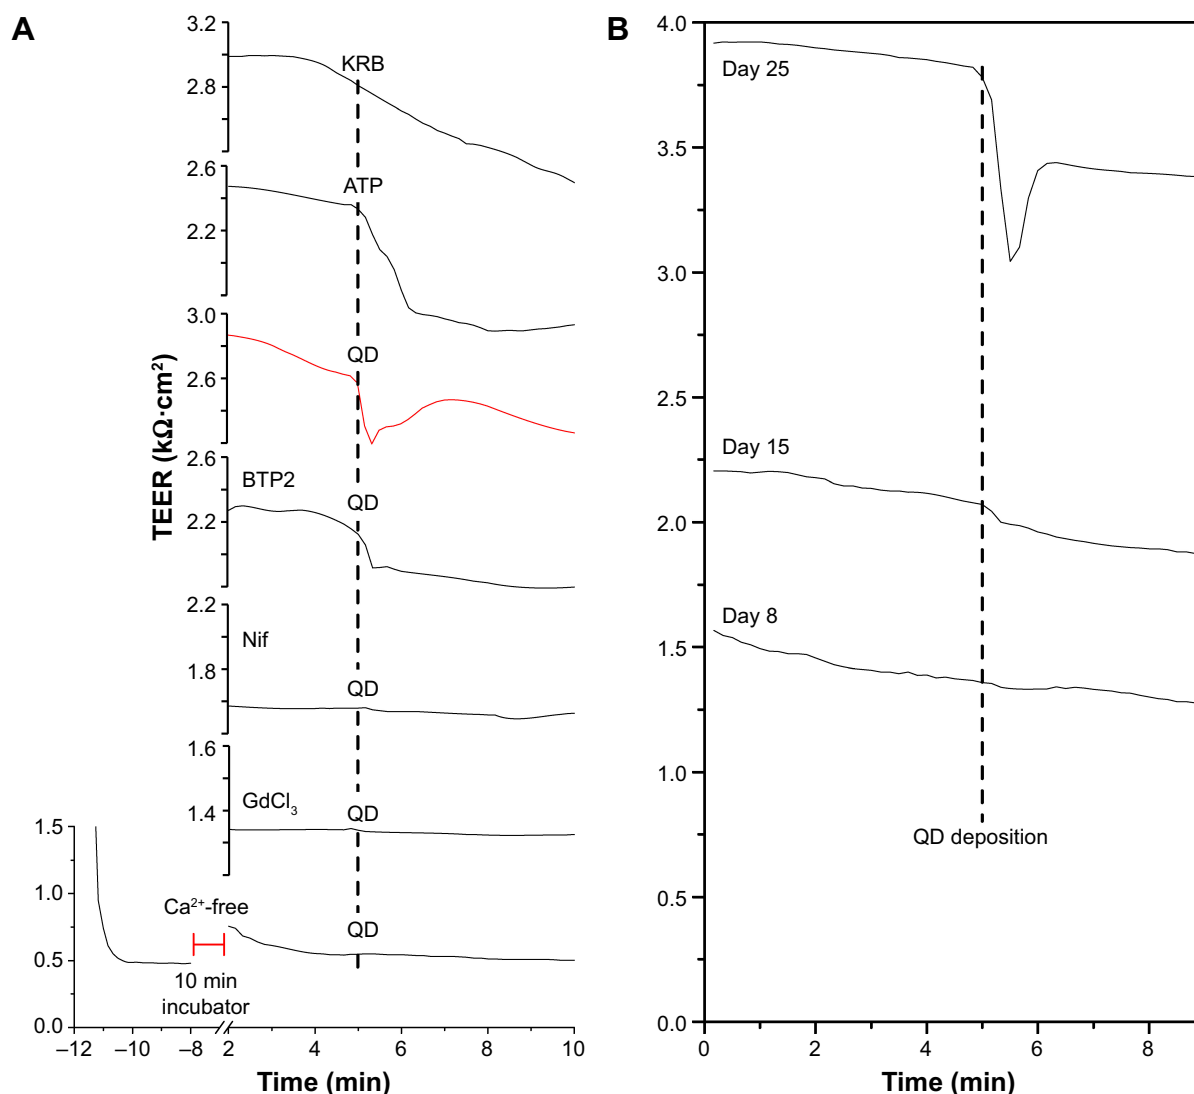 A
B
TEER (kΩ·cm²)
3.2
2.8
KRB
2.6
2.2
ATP
3.0
2.6
QD
2.6
2.2
BTP2
QD
2.2
1.8
1.4
Nif
QD
1.6
1.4
GdCl₃
QD
1.5
1.0
0.5
0.0
Ca²⁺-free
10 min
incubator
QD
–12 –10 –8 2 4 6 8 10
Time (min)
4.0
3.5
3.0
2.5
2.0
1.5
1.0
0.5
0.0
Day 25
Day 15
Day 8
QD deposition
0 2 4 6 8
Time (min)